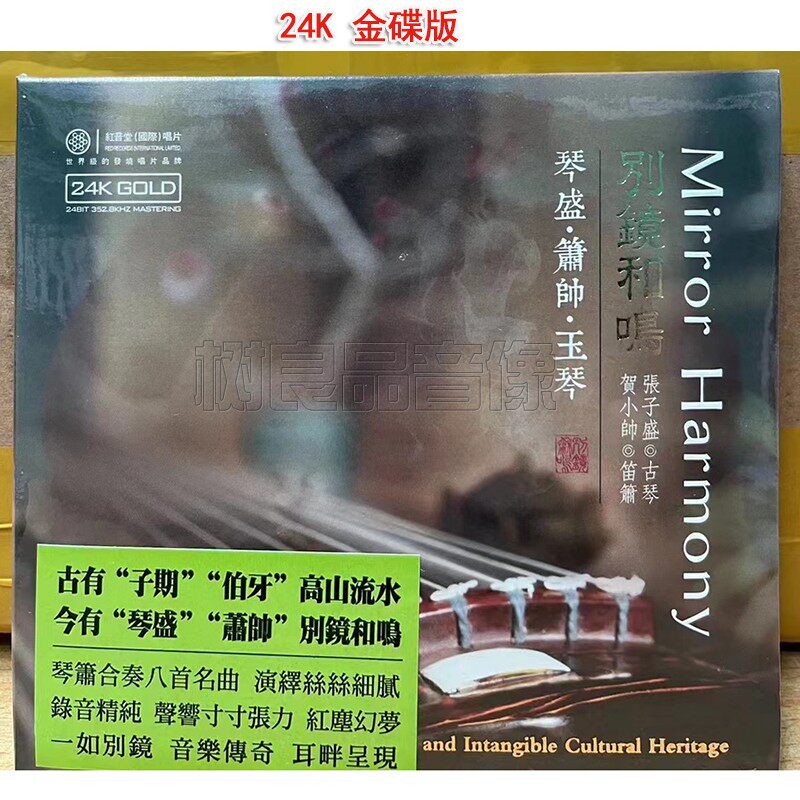 24K 金碟版
紅音堂(國際)唱片
RED RECORDS INTERNATIONAL LIMITED.
世界級的發燒唱片品牌
24K GOLD
24BIT 352.8KHZ MASTERING
Mirror Harmony
別鏡和鳴
張子盛◎古琴
賀小帥◎笛簫
琴盛·簫帥·玉琴
树良品音像
古有“子期”“伯牙”高山流水
今有“琴盛”“蕭帥”別鏡和鳴
琴簫合奏八首名曲 演繹絲絲細膩
錄音精純 聲響寸寸張力 紅塵幻夢
一如別鏡 音樂傳奇 耳畔呈現
and Intangible Cultural Heritage